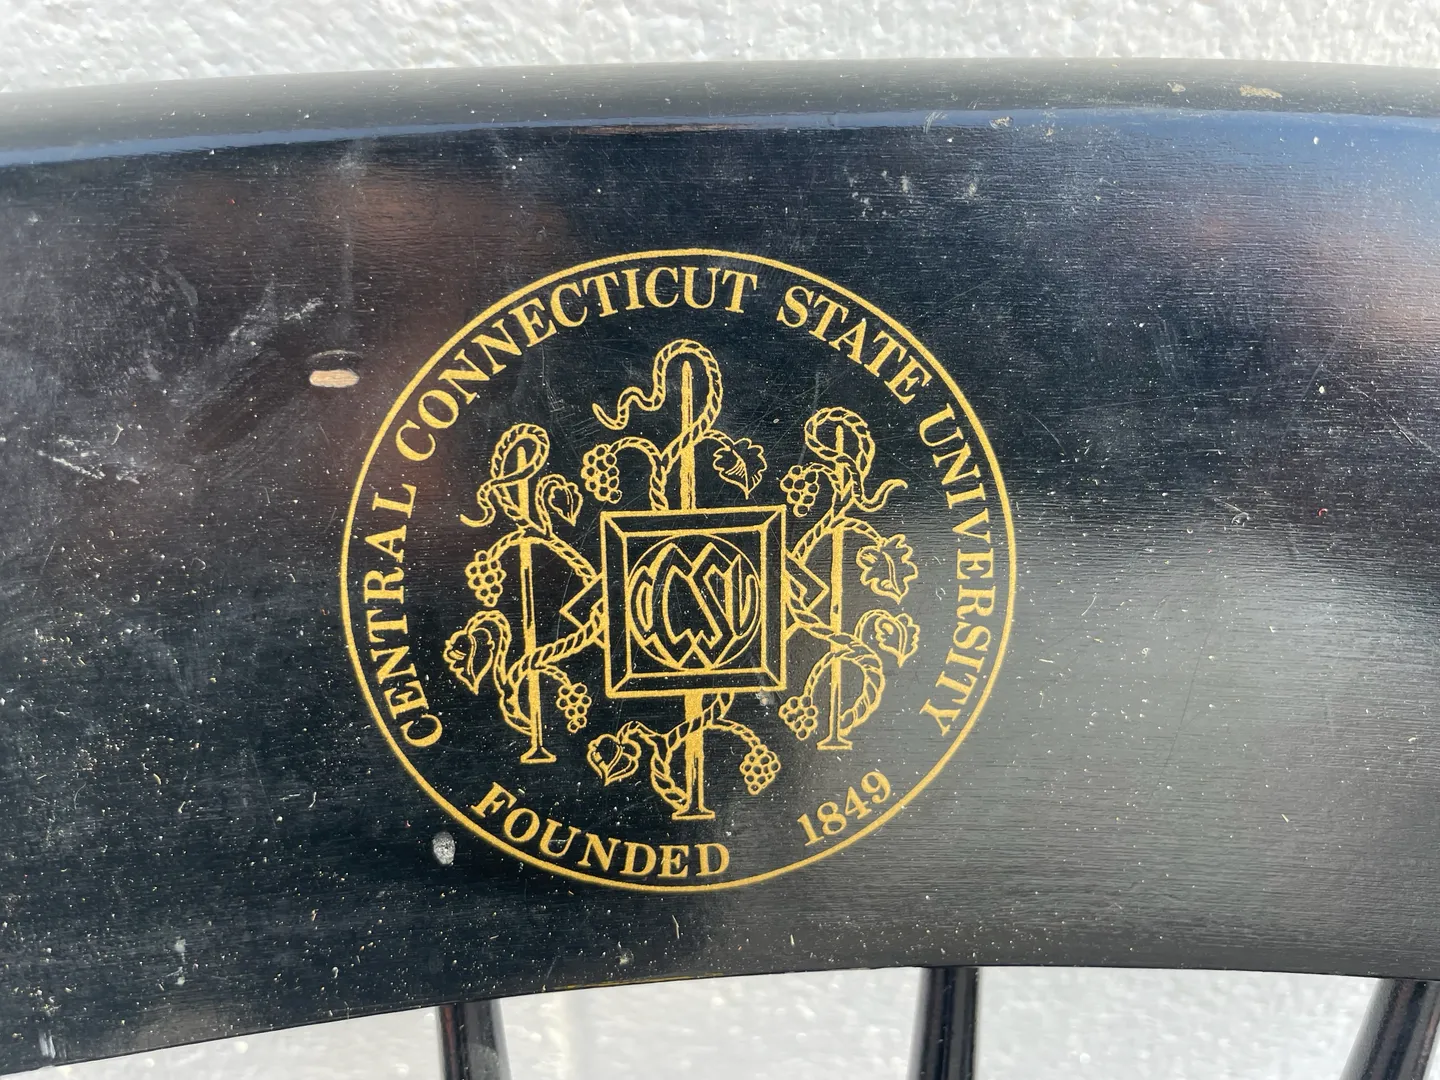 CENTRAL CONNECTICUT STATE UNIVERSITY
FOUNDED 1849
CCSU